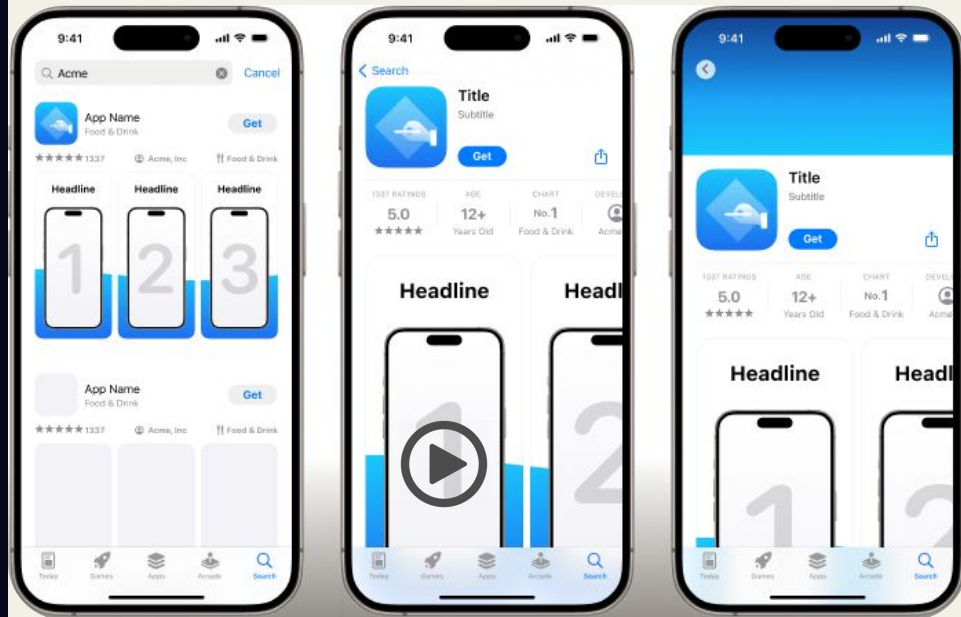 9:41
Acme
Cancel
App Name
Food & Drink
Get
★★★★★ 1337
Acme, Inc
Food & Drink
Headline
Headline
Headline
1
2
3
App Name
Food & Drink
Get
★★★★★ 1337
Acme, Inc
Food & Drink
Today
Games
Apps
Arcade
Search
9:41
Search
Title
Subtitle
Get
1337 RATINGS
AGE
CHART
DEVEL
5.0
12+
No.1
★★★★★
Years Old
Food & Drink
Acme
Headline
Headl
1
2
Today
Games
Apps
Arcade
Search
9:41
Title
Subtitle
Get
1337 RATINGS
AGE
CHART
DEVEL
5.0
12+
No.1
★★★★★
Years Old
Food & Drink
Acme
Headline
Headl
1
2
Today
Games
Apps
Arcade
Search